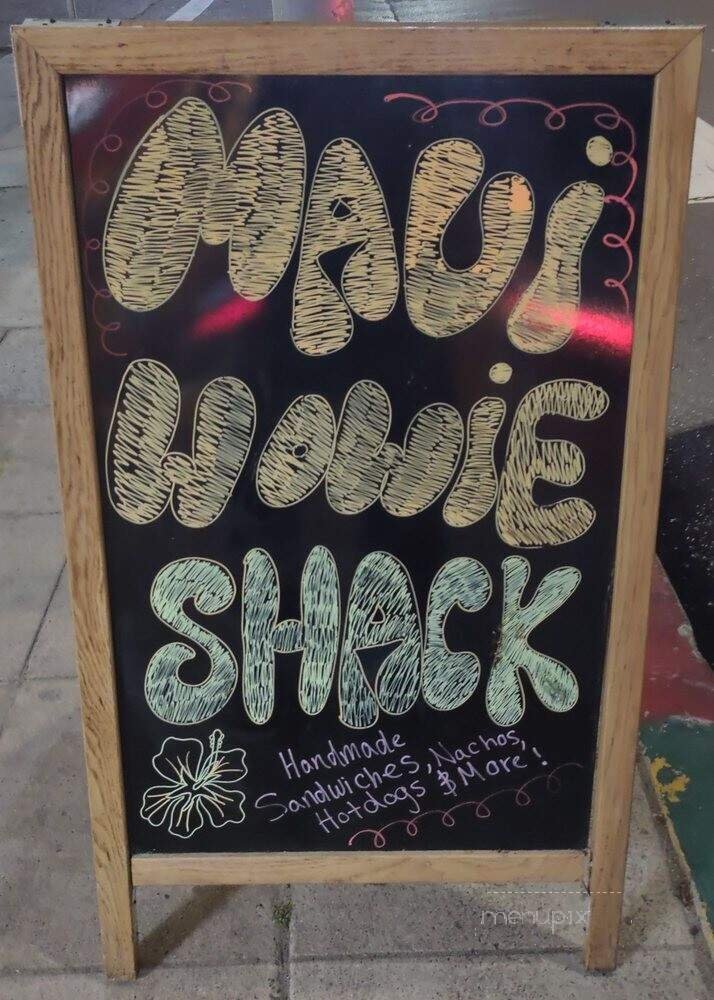 MAUi
WOWiE
SHACK
Handmade
Sandwiches, Nachos,
Hotdogs & More!
menupix